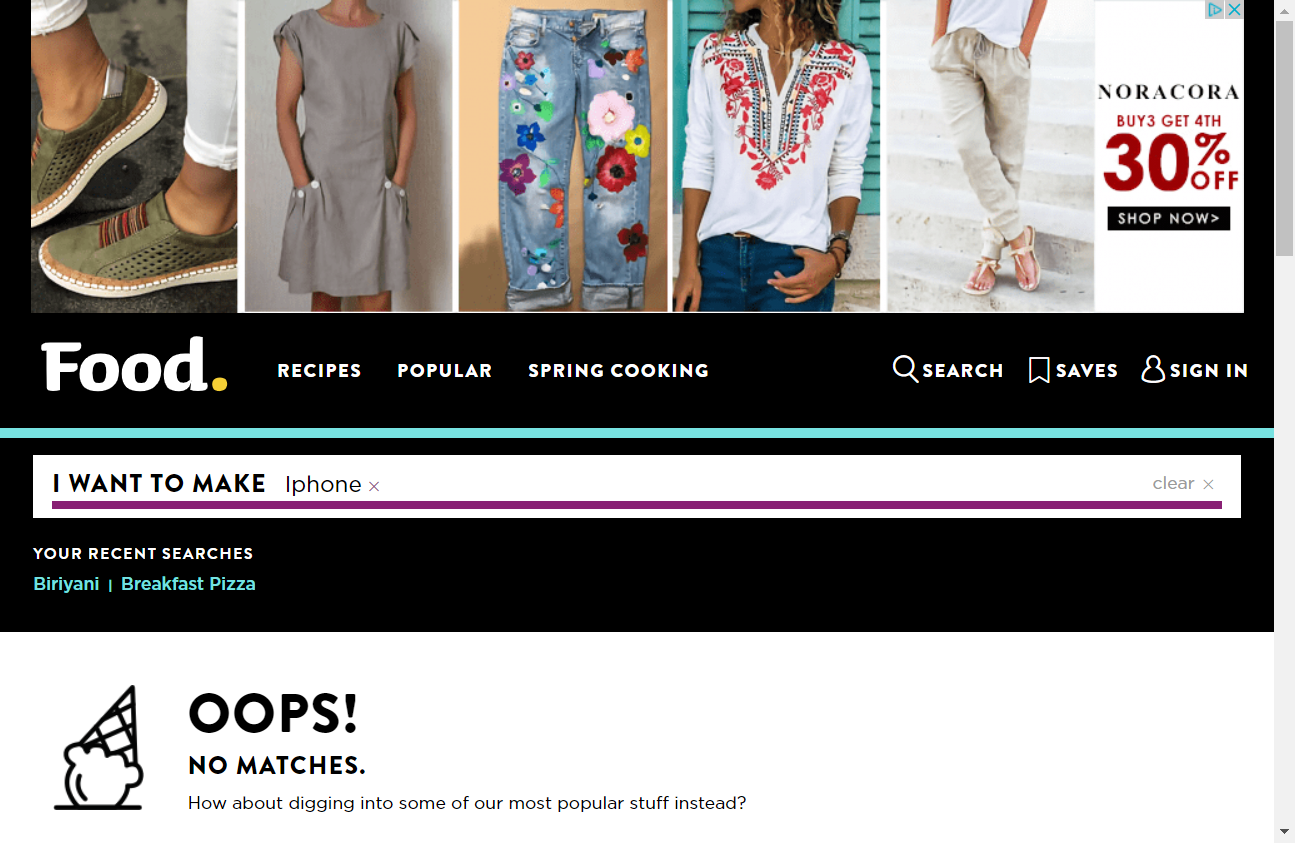 NORACORA
BUY3 GET 4TH
30% OFF
SHOP NOW>
Food.
RECIPES POPULAR SPRING COOKING SEARCH SAVES SIGN IN
I WANT TO MAKE Iphone × clear ×
YOUR RECENT SEARCHES
Biriyani | Breakfast Pizza
OOPS!
NO MATCHES.
How about digging into some of our most popular stuff instead?